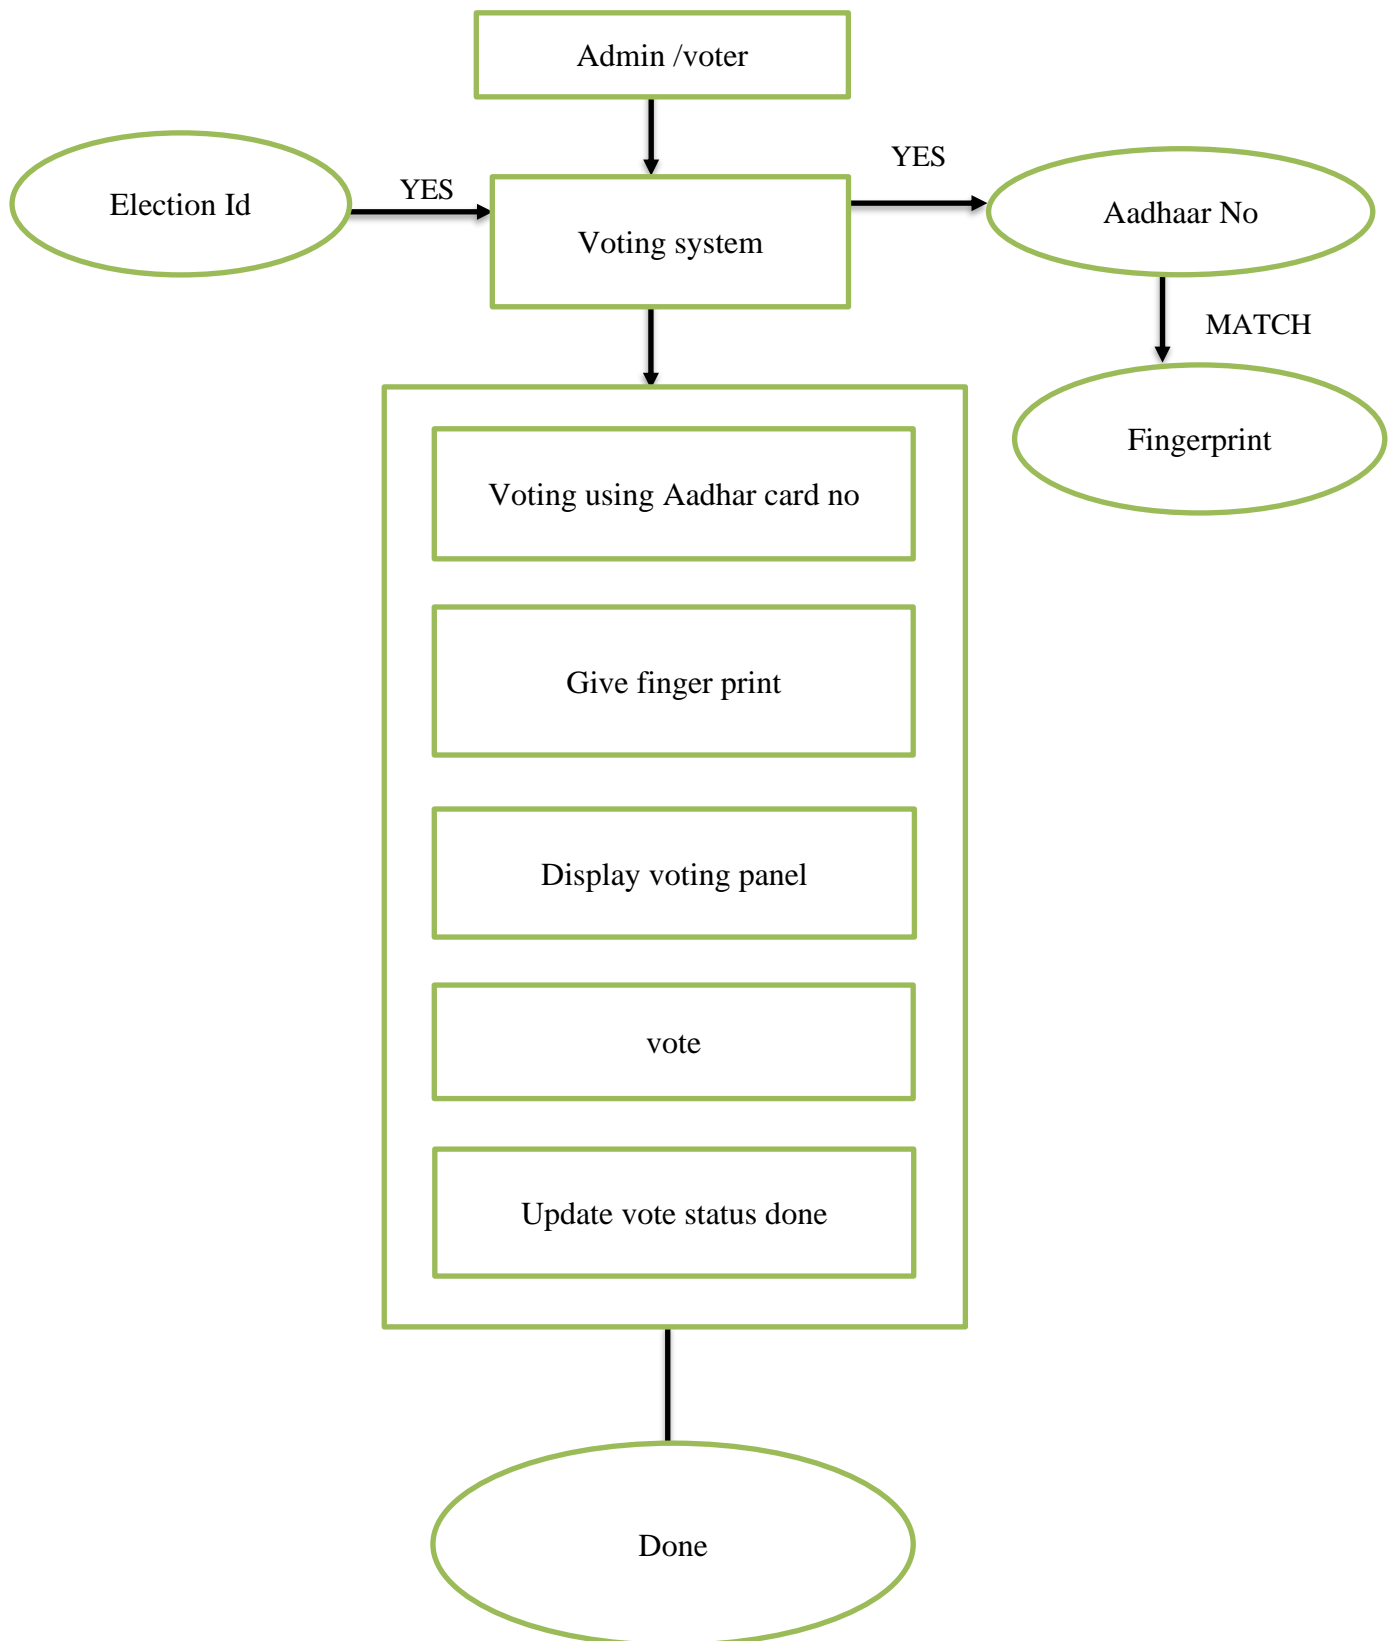 Admin /voter
YES
YES
Election Id
Voting system
Aadhaar No
MATCH
Fingerprint
Voting using Aadhar card no
Give finger print
Display voting panel
vote
Update vote status done
Done